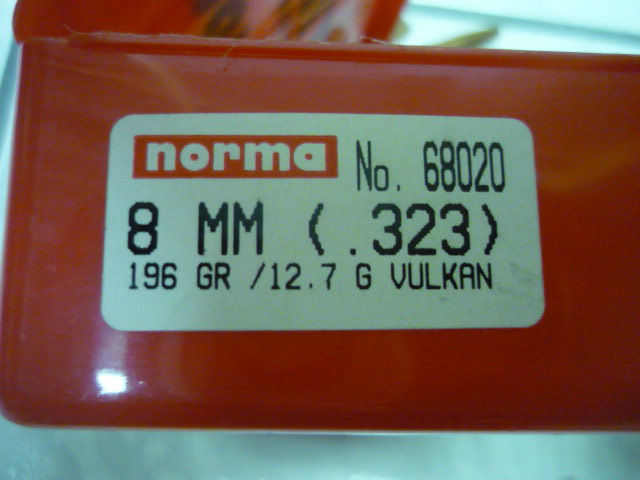 norma No. 68020
8 MM (.323)
196 GR /12.7 G VULKAN